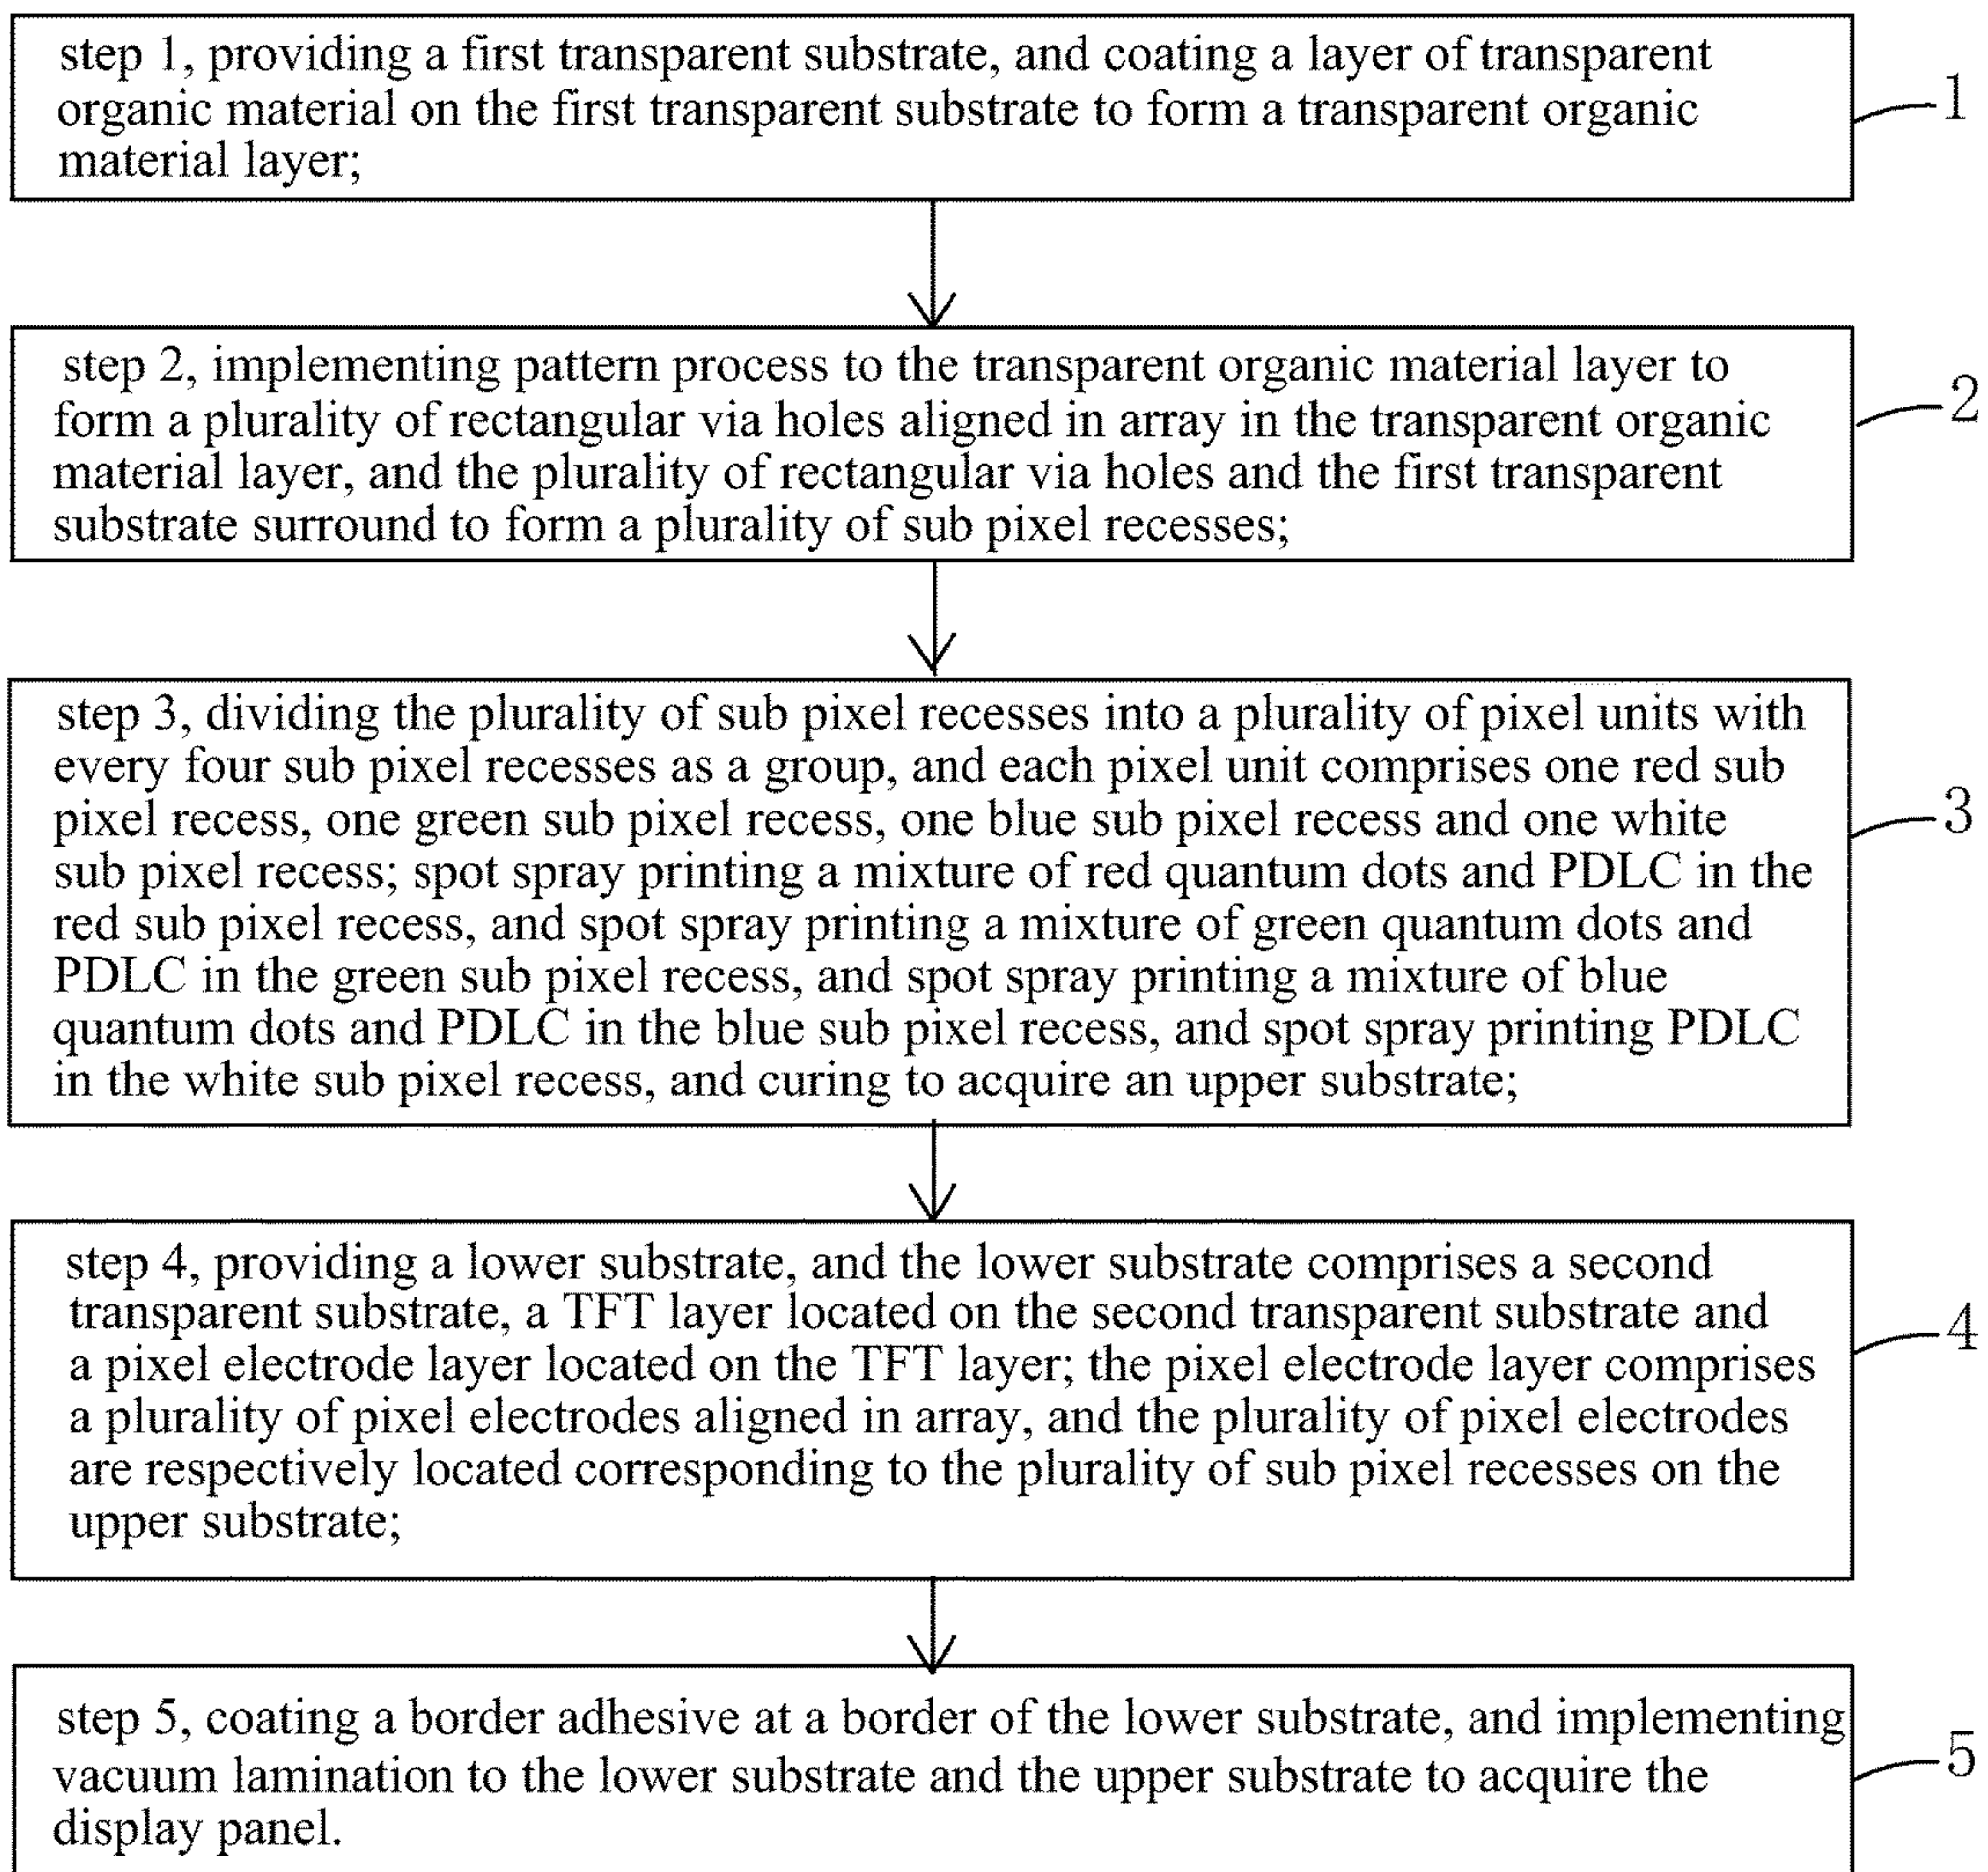 step 1, providing a first transparent substrate, and coating a layer of transparent
organic material on the first transparent substrate to form a transparent organic
material layer;
1
step 2, implementing pattern process to the transparent organic material layer to
form a plurality of rectangular via holes aligned in array in the transparent organic
material layer, and the plurality of rectangular via holes and the first transparent
substrate surround to form a plurality of sub pixel recesses;
2
step 3, dividing the plurality of sub pixel recesses into a plurality of pixel units with
every four sub pixel recesses as a group, and each pixel unit comprises one red sub
pixel recess, one green sub pixel recess, one blue sub pixel recess and one white
sub pixel recess; spot spray printing a mixture of red quantum dots and PDLC in the
red sub pixel recess, and spot spray printing a mixture of green quantum dots and
PDLC in the green sub pixel recess, and spot spray printing a mixture of blue
quantum dots and PDLC in the blue sub pixel recess, and spot spray printing PDLC
in the white sub pixel recess, and curing to acquire an upper substrate;
3
step 4, providing a lower substrate, and the lower substrate comprises a second
transparent substrate, a TFT layer located on the second transparent substrate and
a pixel electrode layer located on the TFT layer; the pixel electrode layer comprises
a plurality of pixel electrodes aligned in array, and the plurality of pixel electrodes
are respectively located corresponding to the plurality of sub pixel recesses on the
upper substrate;
4
step 5, coating a border adhesive at a border of the lower substrate, and implementing
vacuum lamination to the lower substrate and the upper substrate to acquire the
display panel.
5